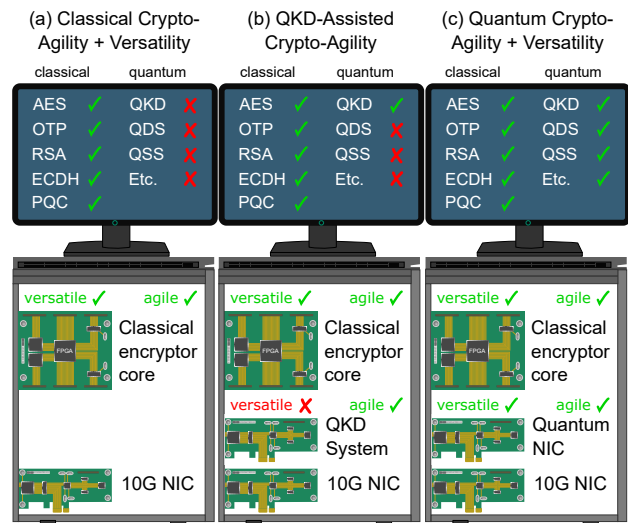 (a) Classical Crypto-
Agility + Versatility
classical quantum
AES ✓ QKD ✗
OTP ✓ QDS ✗
RSA ✓ QSS ✗
ECDH ✓ Etc. ✗
PQC ✓
versatile ✓ agile ✓
FPGA
Classical
encryptor
core
10G NIC
(b) QKD-Assisted
Crypto-Agility
classical quantum
AES ✓ QKD ✓
OTP ✓ QDS ✗
RSA ✓ QSS ✗
ECDH ✓ Etc. ✗
PQC ✓
versatile ✓ agile ✓
FPGA
Classical
encryptor
core
versatile ✗ agile ✓
QKD
System
10G NIC
(c) Quantum Crypto-
Agility + Versatility
classical quantum
AES ✓ QKD ✓
OTP ✓ QDS ✓
RSA ✓ QSS ✓
ECDH ✓ Etc. ✓
PQC ✓
versatile ✓ agile ✓
FPGA
Classical
encryptor
core
versatile ✓ agile ✓
Quantum
NIC
10G NIC